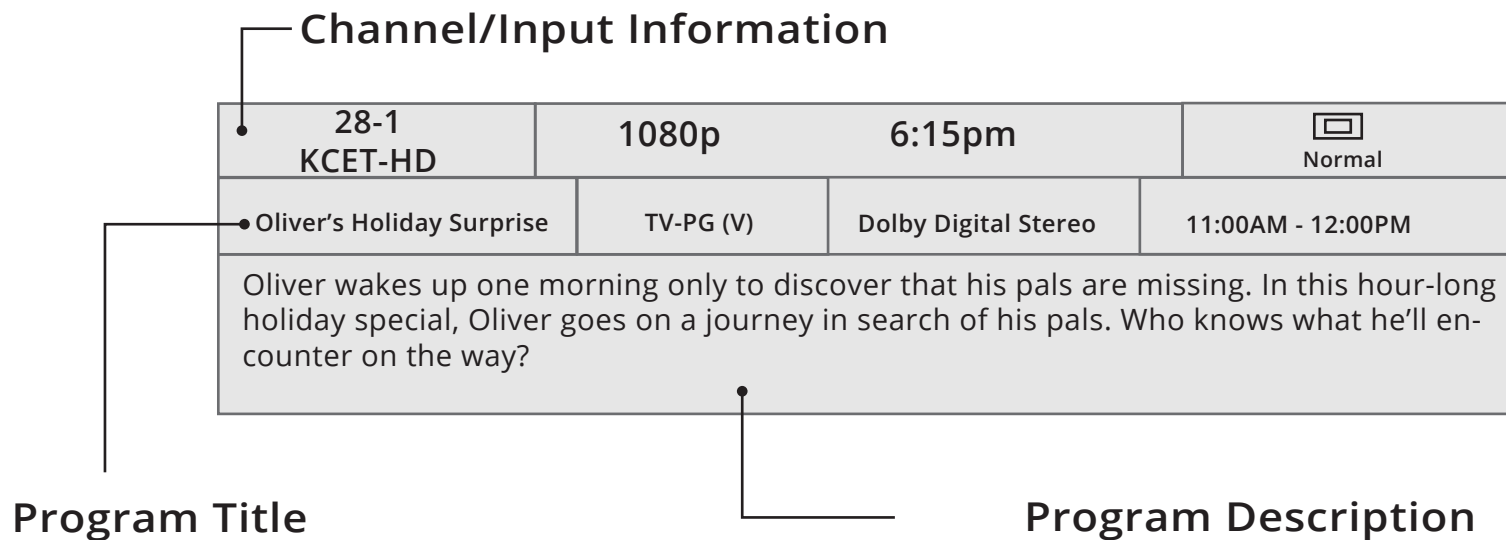 Channel/Input Information
28-1
KCET-HD
1080p
6:15pm
Normal
Oliver’s Holiday Surprise
TV-PG (V)
Dolby Digital Stereo
11:00AM - 12:00PM
Oliver wakes up one morning only to discover that his pals are missing. In this hour-long
holiday special, Oliver goes on a journey in search of his pals. Who knows what he’ll en-
counter on the way?
Program Title
Program Description